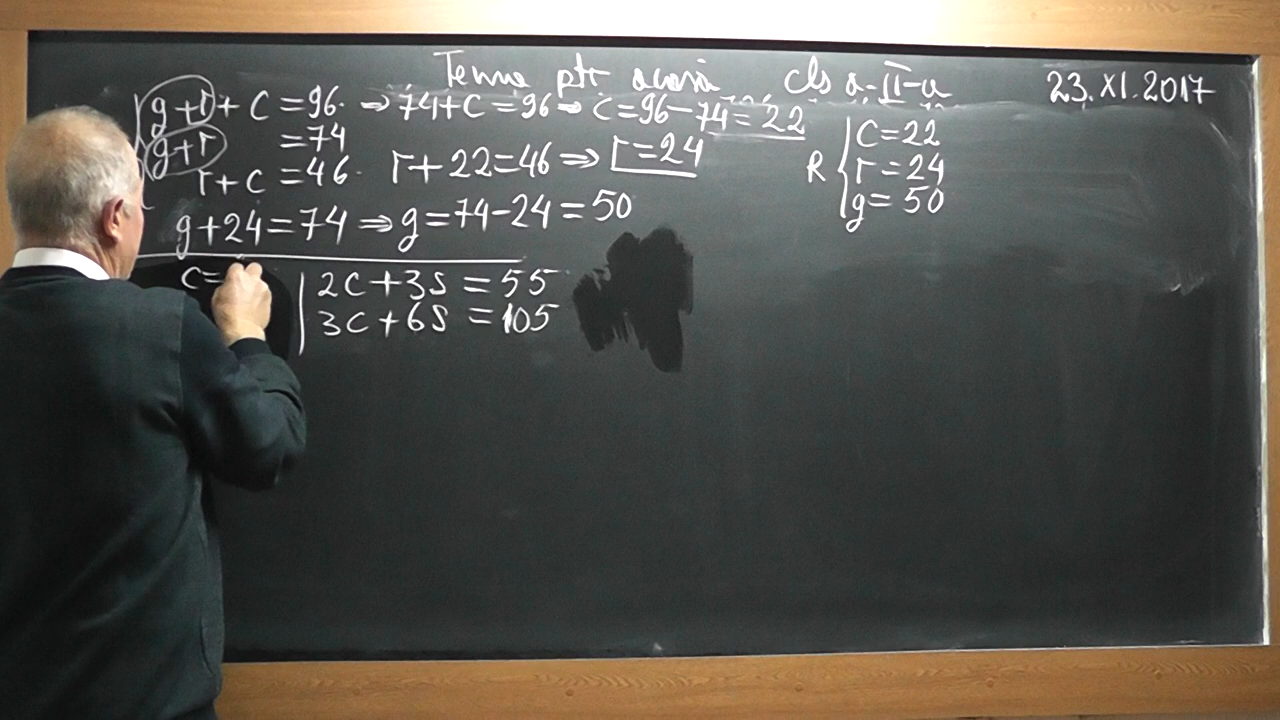 Tema ptr acasă cls a-II-a 23.XI.2017
g+r+c=96 ⇒ 74+c=96 ⇒ c=96-74=22
g+r =74
r+c=46 r+22=46 ⇒ r=24
g+24=74 ⇒ g=74-24=50
R { c=22
r=24
g=50
c=
2c+3s=55
3c+6s=105